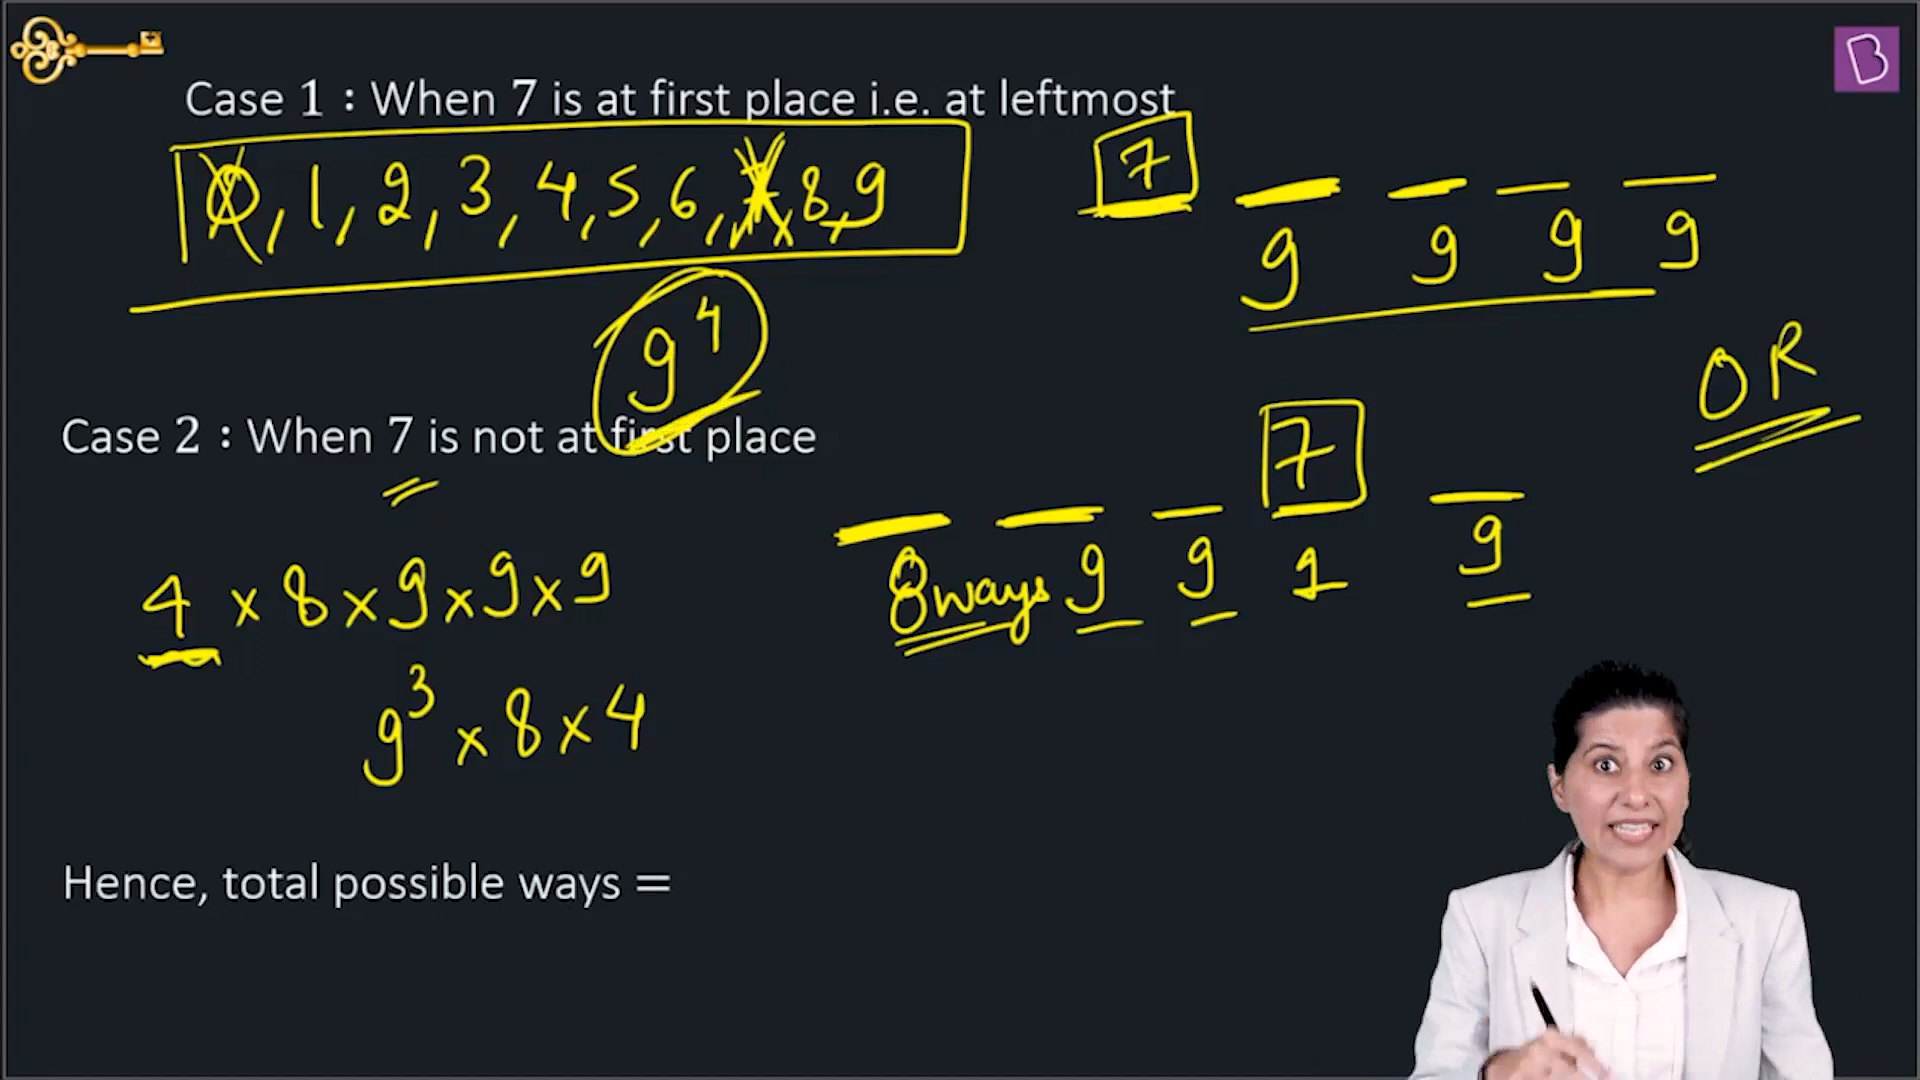 Case 1 : When 7 is at first place i.e. at leftmost
7
0, 1, 2, 3, 4, 5, 6, 7, 8, 9
9 9 9 9
9⁴
OR
Case 2 : When 7 is not at first place
7
8ways 9 9 1 9
4 × 8 × 9 × 9 × 9
9³ × 8 × 4
Hence, total possible ways =
B